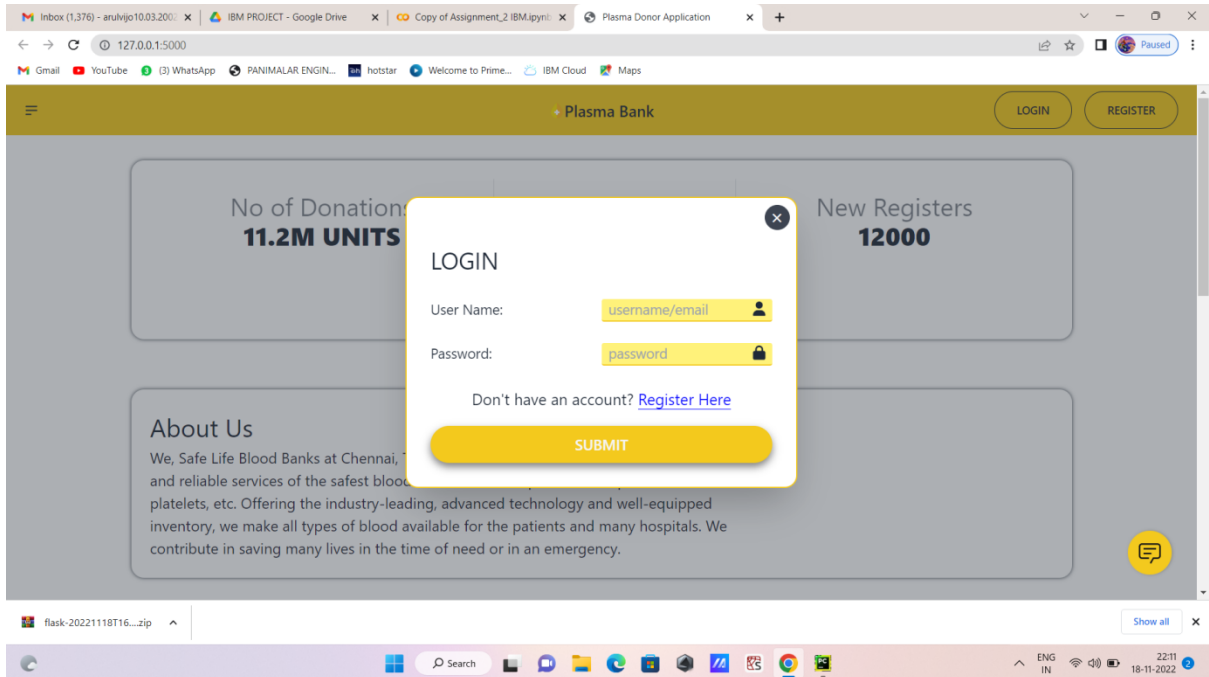 Inbox (1,376) - arulvijo10.03.200 IBM PROJECT - Google Drive Copy of Assignment_2 IBM.ipynb Plasma Donor Application
127.0.0.1:5000 Paused
Gmail YouTube (3) WhatsApp PANIMALAR ENGIN... hotstar Welcome to Prime... IBM Cloud Maps
Plasma Bank LOGIN REGISTER
No of Donations New Registers
11.2M UNITS 12000
LOGIN
User Name: username/email
Password: password
Don't have an account? Register Here
SUBMIT
About Us
We, Safe Life Blood Banks at Chennai,
and reliable services of the safest blood
platelets, etc. Offering the industry-leading, advanced technology and well-equipped
inventory, we make all types of blood available for the patients and many hospitals. We
contribute in saving many lives in the time of need or in an emergency.
flask-20221118T16....zip Show all
Search ENG 22:11
IN 18-11-2022 2